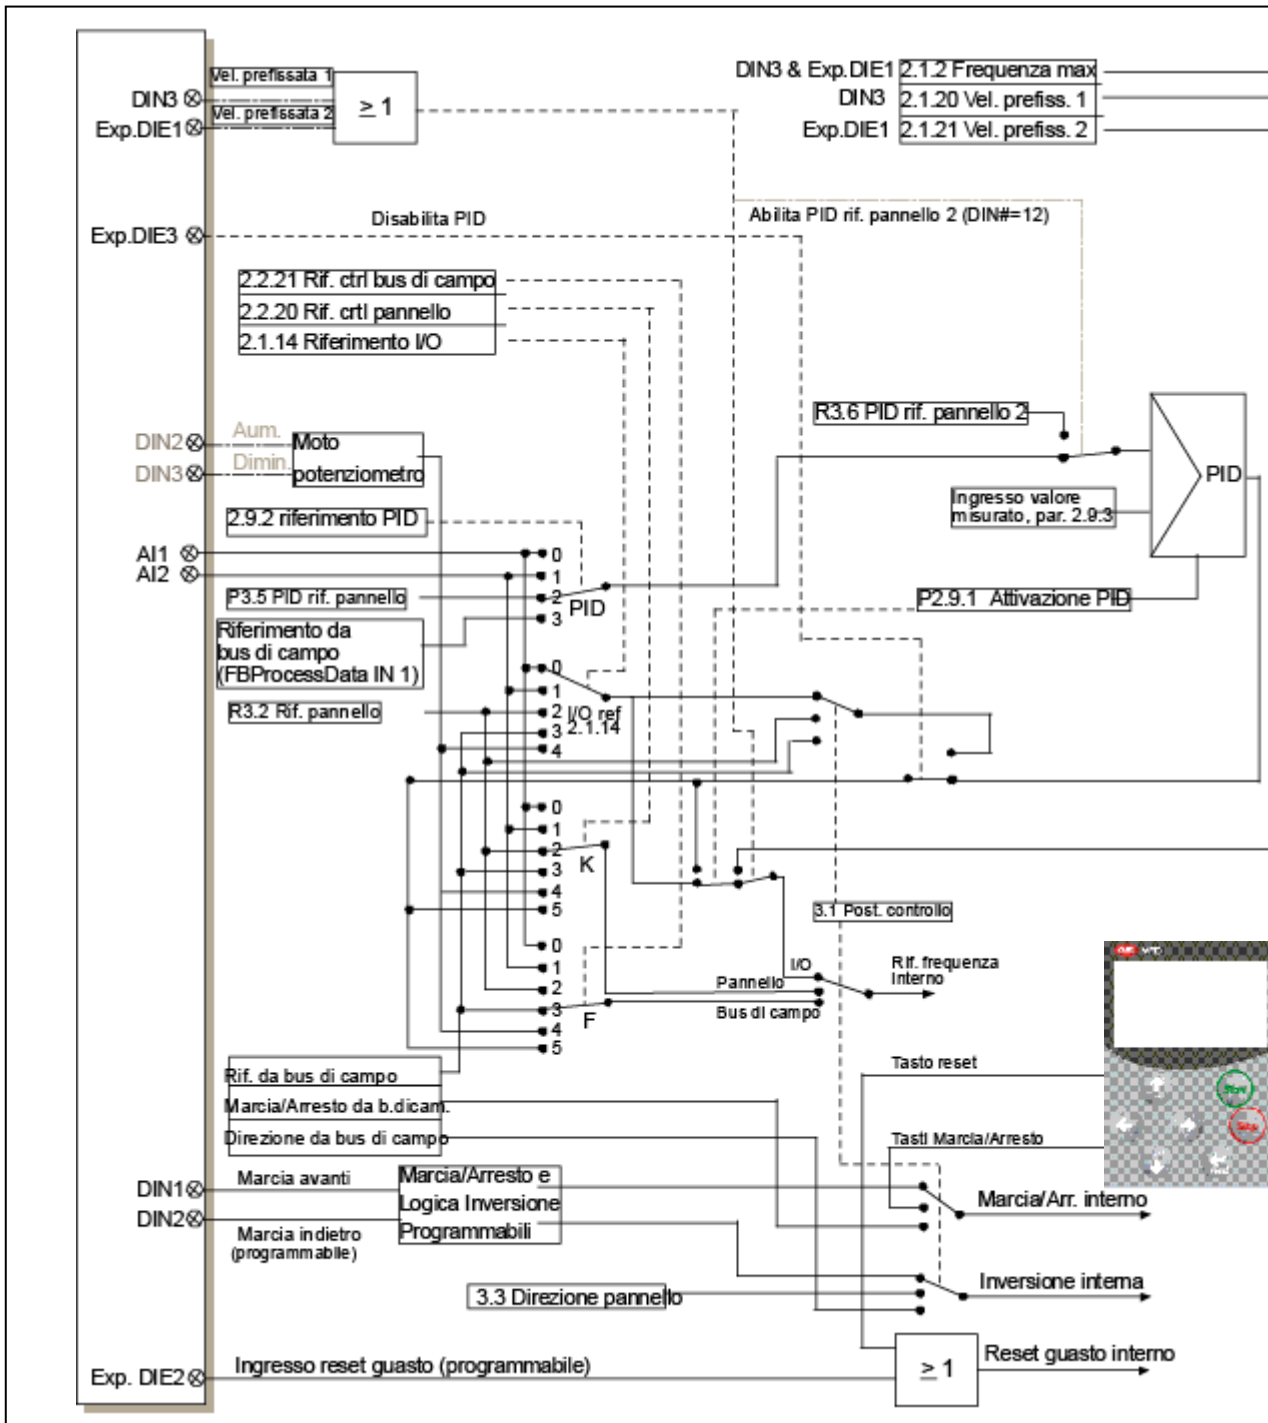 Vel. prefissata 1
DIN3
Vel. prefissata 2
Exp.DIE1
≥ 1
DIN3 & Exp.DIE1 2.1.2 Frequenza max
DIN3 2.1.20 Vel. prefiss. 1
Exp.DIE1 2.1.21 Vel. prefiss. 2
Disabilita PID
Abilita PID rif. pannello 2 (DIN#=12)
Exp.DIE3
2.2.21 Rif. ctrl bus di campo
2.2.20 Rif. crtl pannello
2.1.14 Riferimento I/O
R3.6 PID rif. pannello 2
DIN2 Aum.
DIN3 Dimin.
Moto
potenziometro
PID
Ingresso valore
misurato, par. 2.9.3
2.9.2 riferimento PID
AI1
AI2
0
1
2
3
PID
P3.5 PID rif. pannello
P2.9.1 Attivazione PID
Riferimento da
bus di campo
(FBProcessData IN 1)
R3.2 Rif. pannello
0
1
2
3
4
I/O ref
2.1.14
0
1
2
3
4
5
K
3.1 Post. controllo
0
1
2
3
4
5
F
I/O
Pannello
Bus di campo
Rif. frequenza
interno
Rif. da bus di campo
Marcia/Arresto da b.dicam.
Direzione da bus di campo
Tasto reset
Tasti Marcia/Arresto
Start
Stop
DIN1 Marcia avanti
DIN2
Marcia indietro
(programmabile)
Marcia/Arresto e
Logica Inversione
Programmabili
Marcia/Arr. interno
3.3 Direzione pannello
Inversione interna
Exp. DIE2 Ingresso reset guasto (programmabile)
≥ 1
Reset guasto interno